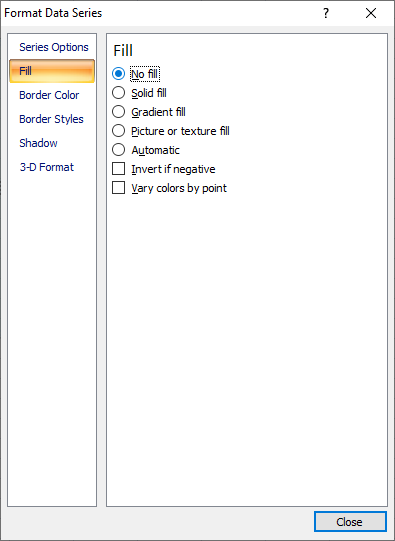 Format Data Series
?
Series Options
Fill
Border Color
Border Styles
Shadow
3-D Format
Fill
No fill
Solid fill
Gradient fill
Picture or texture fill
Automatic
Invert if negative
Vary colors by point
Close